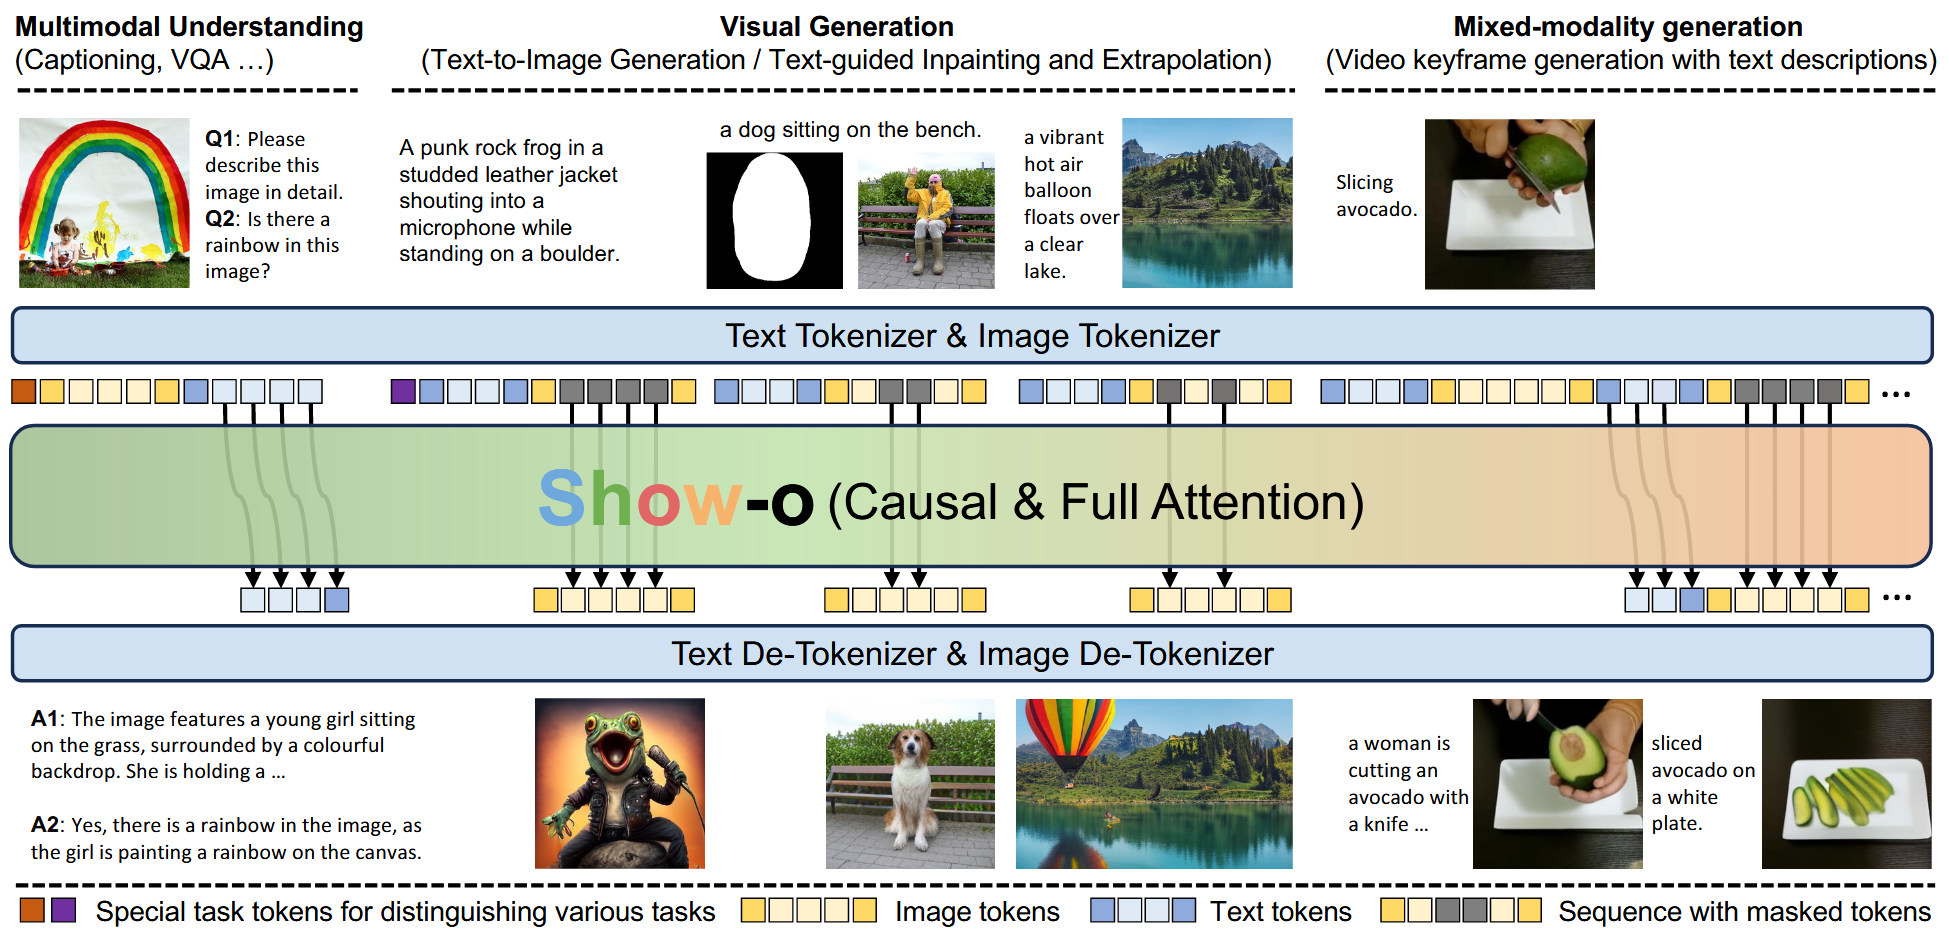 Multimodal Understanding
(Captioning, VQA …)
Visual Generation
(Text-to-Image Generation / Text-guided Inpainting and Extrapolation)
Mixed-modality generation
(Video keyframe generation with text descriptions)
Q1: Please
describe this
image in detail.
Q2: Is there a
rainbow in this
image?
A punk rock frog in a
studded leather jacket
shouting into a
microphone while
standing on a boulder.
a dog sitting on the bench.
a vibrant
hot air
balloon
floats over
a clear
lake.
Slicing
avocado.
Text Tokenizer & Image Tokenizer
...
Show-o (Causal & Full Attention)
...
Text De-Tokenizer & Image De-Tokenizer
A1: The image features a young girl sitting
on the grass, surrounded by a colourful
backdrop. She is holding a …
A2: Yes, there is a rainbow in the image, as
the girl is painting a rainbow on the canvas.
a woman is
cutting an
avocado with
a knife …
sliced
avocado on
a white
plate.
Special task tokens for distinguishing various tasks
Image tokens
Text tokens
Sequence with masked tokens